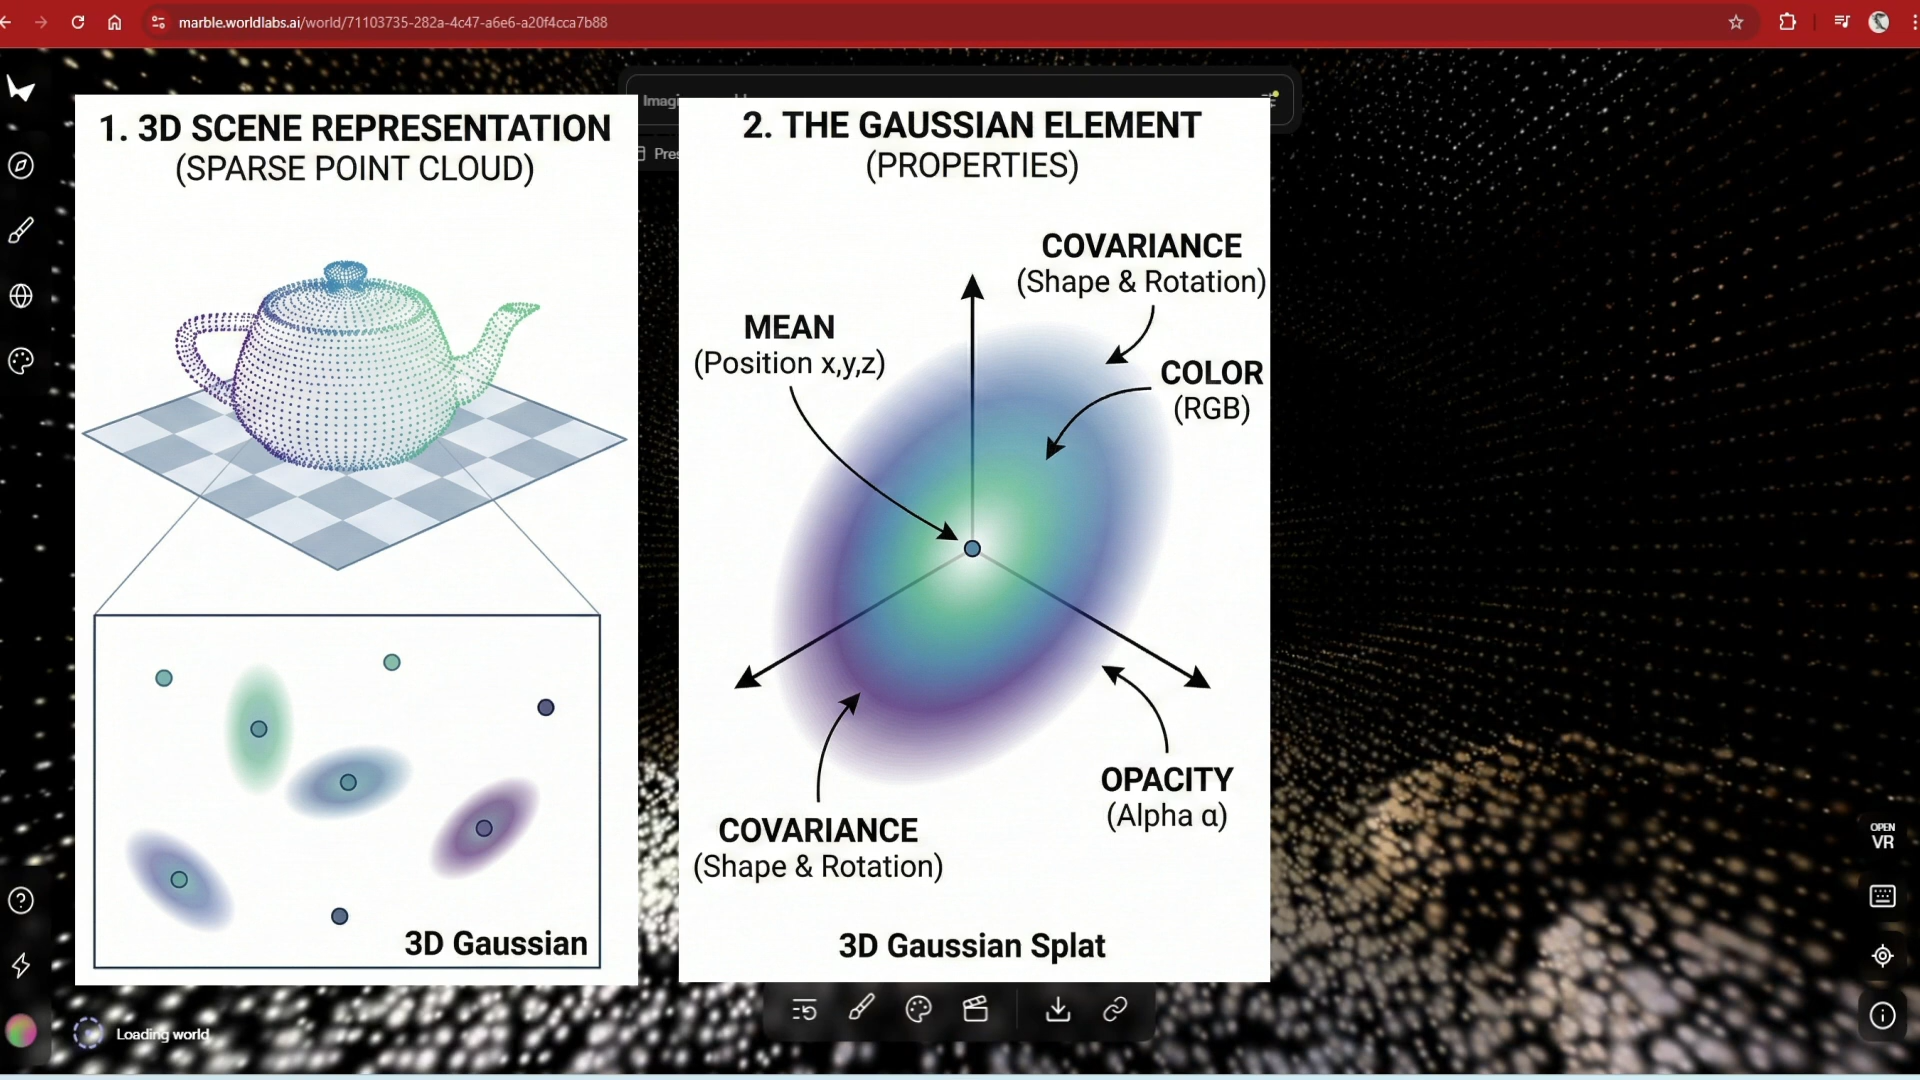 marble.worldlabs.ai/world/71103735-282a-4c47-a6e6-a20f4cca7b88
1. 3D SCENE REPRESENTATION
(SPARSE POINT CLOUD)
3D Gaussian
2. THE GAUSSIAN ELEMENT
(PROPERTIES)
COVARIANCE
(Shape & Rotation)
MEAN
(Position x,y,z)
COLOR
(RGB)
OPACITY
(Alpha α)
COVARIANCE
(Shape & Rotation)
3D Gaussian Splat
OPEN
VR
Loading world